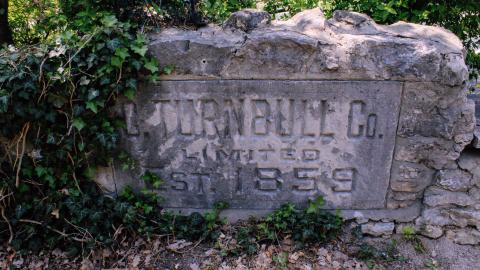 C. TURNBULL Co.
LIMITED
EST. 1859